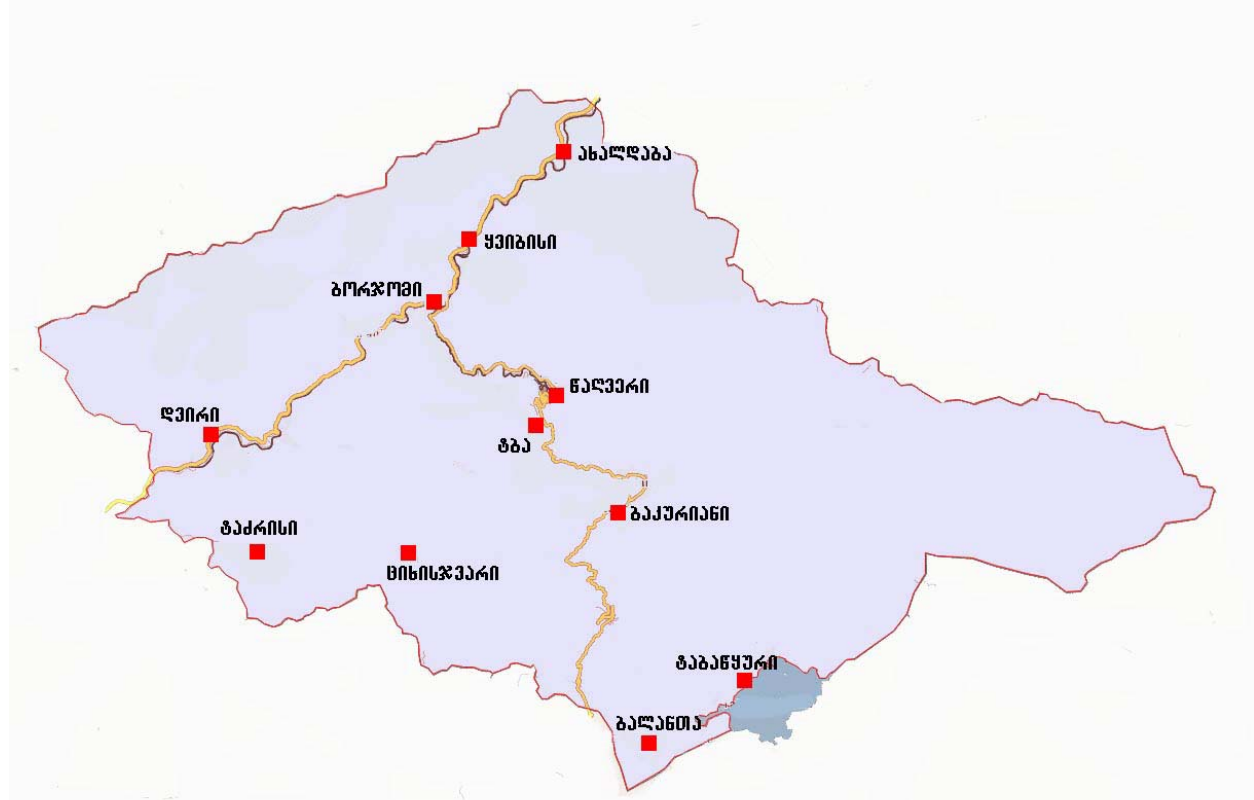 ახალდაბა
ყვიბისი
ბორჯომი
წაღვერი
დვირი
ტბა
ბაკურიანი
ტაძრისი
ციხისჯვარი
ტაბაწყური
ბალანთა